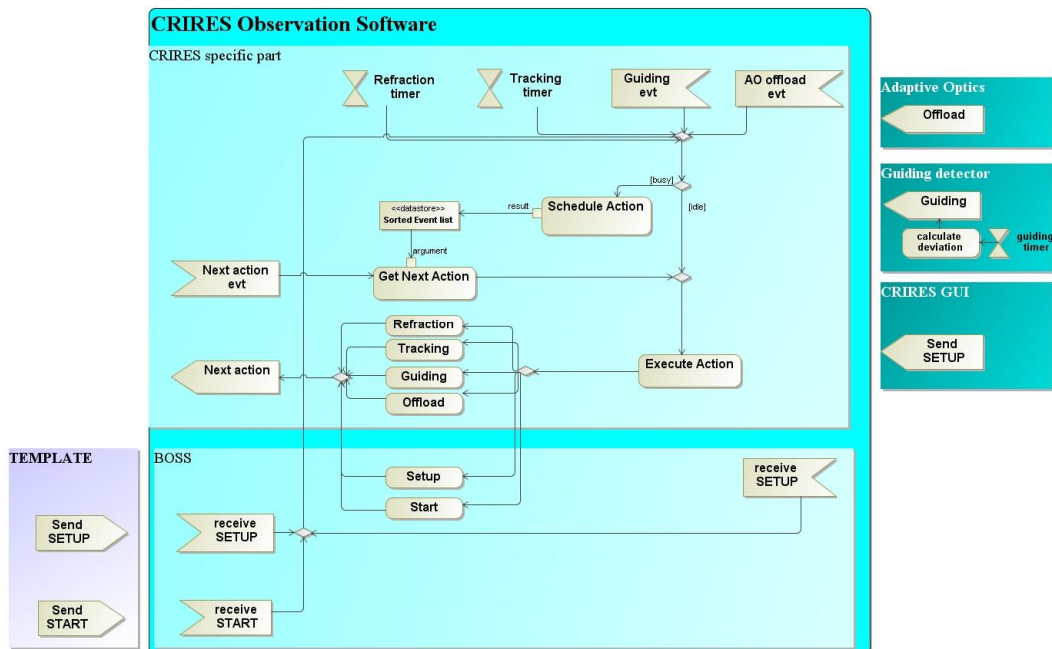 CRIRES Observation Software
CRIRES specific part
Refraction
timer
Tracking
timer
Guiding
evt
AO offload
evt
[busy]
[idle]
Schedule Action
result
<<datastore>>
Sorted Event list
argument
Next action
evt
Get Next Action
Refraction
Tracking
Guiding
Offload
Next action
Execute Action
Adaptive Optics
Offload
Guiding detector
Guiding
calculate
deviation
guiding
timer
CRIRES GUI
Send
SETUP
TEMPLATE
Send
SETUP
Send
START
BOSS
Setup
Start
receive
SETUP
receive
SETUP
receive
START